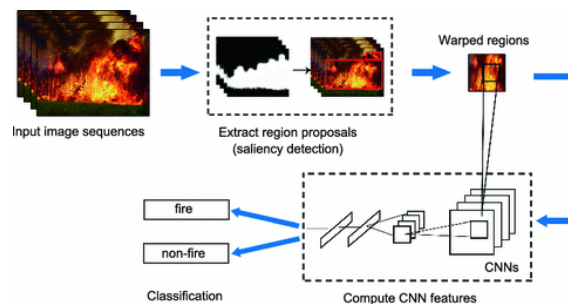 Warped regions
Input image sequences
Extract region proposals
(saliency detection)
fire
non-fire
CNNs
Classification
Compute CNN features